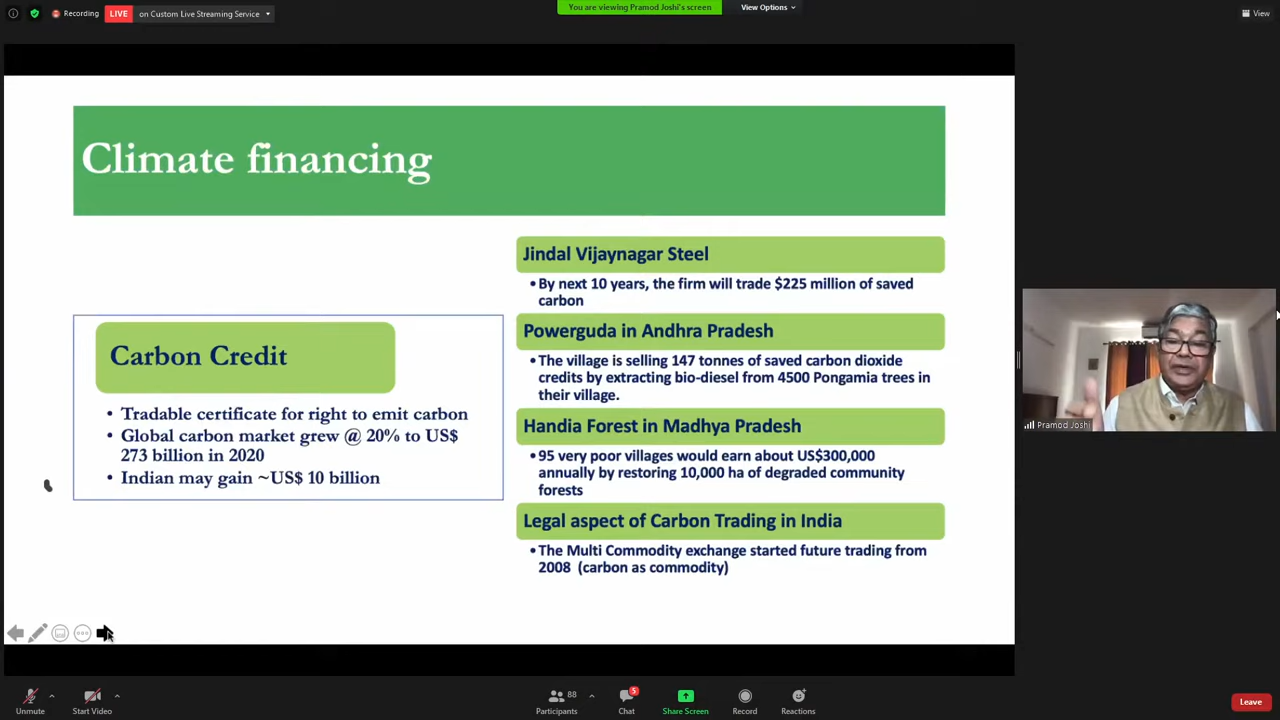 Recording
LIVE
on Custom Live Streaming Service
You are viewing Pramod Joshi's screen
View Options
View
Climate financing
Carbon Credit
• Tradable certificate for right to emit carbon
• Global carbon market grew @ 20% to US$
273 billion in 2020
• Indian may gain ~US$ 10 billion
Jindal Vijaynagar Steel
• By next 10 years, the firm will trade $225 million of saved
carbon
Powerguda in Andhra Pradesh
• The village is selling 147 tonnes of saved carbon dioxide
credits by extracting bio-diesel from 4500 Pongamia trees in
their village.
Handia Forest in Madhya Pradesh
• 95 very poor villages would earn about US$300,000
annually by restoring 10,000 ha of degraded community
forests
Legal aspect of Carbon Trading in India
• The Multi Commodity exchange started future trading from
2008 (carbon as commodity)
Pramod Joshi
Unmute
Start Video
88
Participants
5
Chat
Share Screen
Record
Reactions
Leave